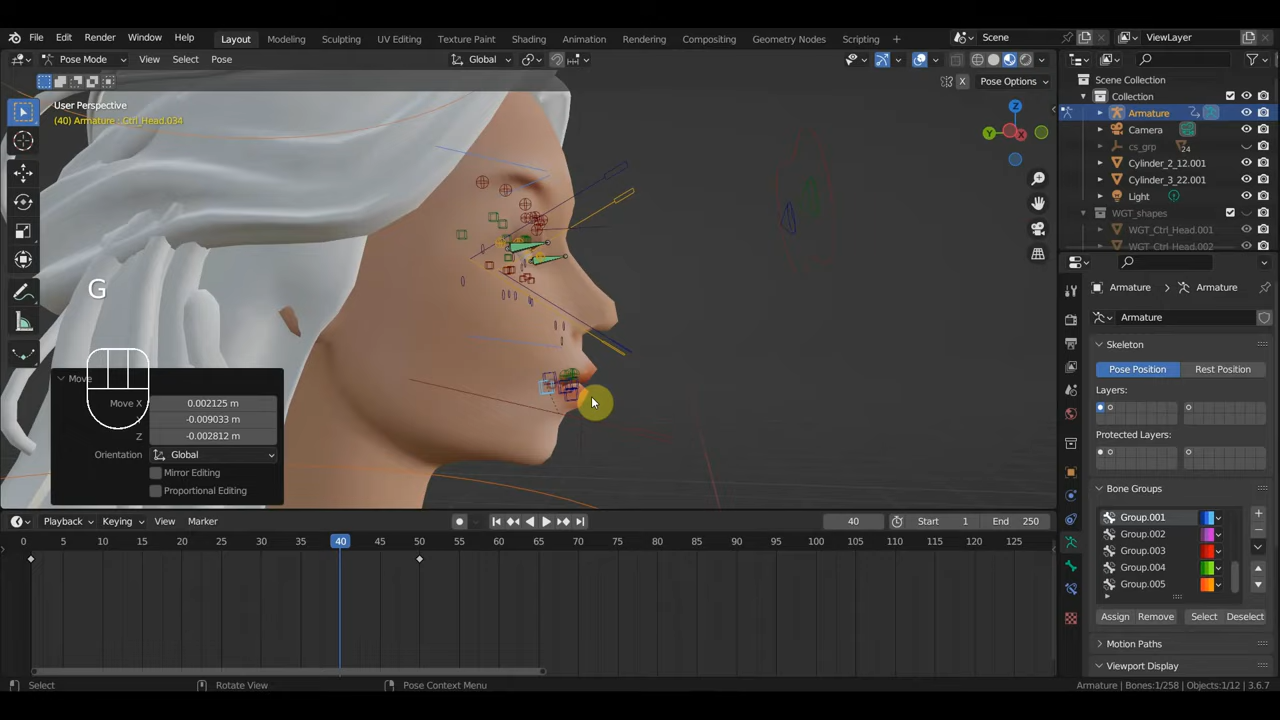 File Edit Render Window Help Layout Modeling Sculpting UV Editing Texture Paint Shading Animation Rendering Compositing Geometry Nodes Scripting + Scene ViewLayer
Pose Mode View Select Pose Global
X Pose Options
Scene Collection
User Perspective
(40) Armature : Ctrl_Head.034
Collection
Armature
Camera
cs_grp 24
Cylinder_2_12.001
Cylinder_3_22.001
Light
WGT_shapes
WGT_Ctrl_Head.001
WGT_Ctrl_Head.002
Z
Y
X
G
Armature > Armature
Armature
Skeleton
Pose Position Rest Position
Layers:
Protected Layers:
Move
Move X 0.002125 m
-0.009033 m
Z -0.002812 m
Orientation Global
Mirror Editing
Proportional Editing
Bone Groups
Group.001
Group.002
Group.003
Group.004
Group.005
Assign Remove Select Deselect
Motion Paths
Viewport Display
Playback Keying View Marker 40 Start 1 End 250
0 5 10 15 20 25 30 35 40 45 50 55 60 65 70 75 80 85 90 95 100 105 110 115 120 125
Select Rotate View Pose Context Menu Armature | Bones:1/258 | Objects:1/12 | 3.6.7